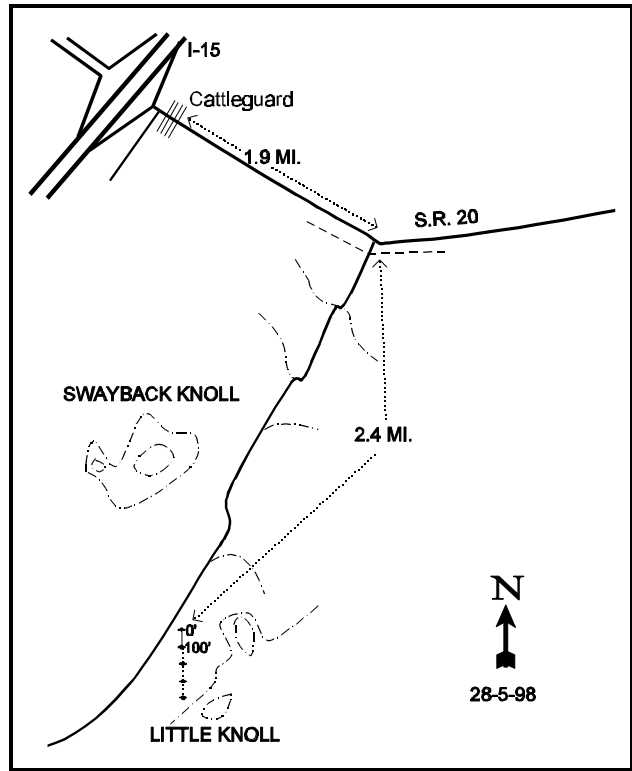 I-15
Cattleguard
1.9 MI.
S.R. 20
SWAYBACK KNOLL
2.4 MI.
N
0'
100'
28-5-98
LITTLE KNOLL